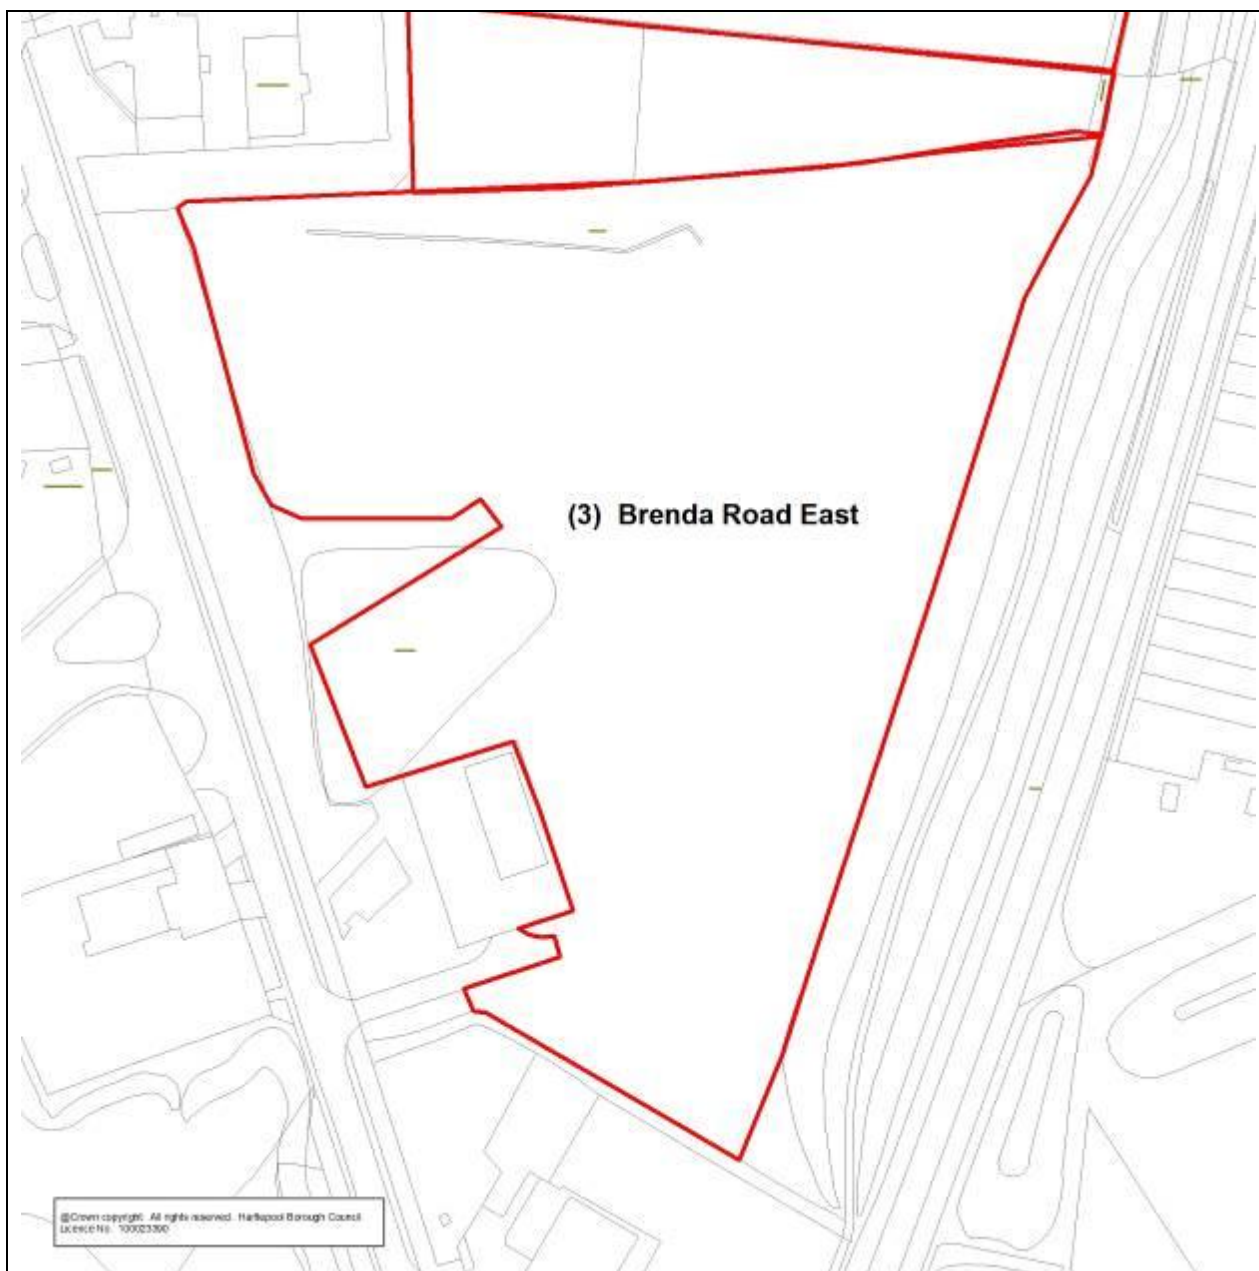 (3) Brenda Road East
@Crown copyright. All rights reserved. Hartlepool Borough Council
Licence No. 100023390